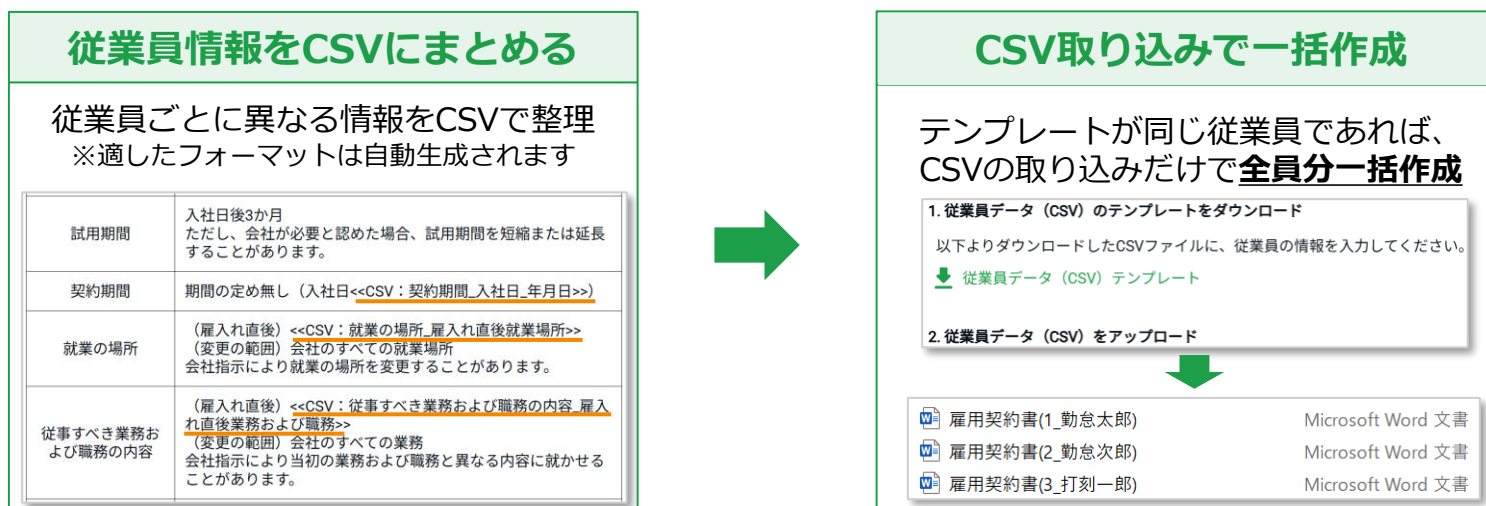 従業員情報をCSVにまとめる
従業員ごとに異なる情報をCSVで整理
※適したフォーマットは自動生成されます
試用期間
入社日後3か月
ただし、会社が必要と認めた場合、試用期間を短縮または延長
することがあります。
契約期間
期間の定め無し（入社日<<CSV：契約期間_入社日_年月日>>）
就業の場所
（雇入れ直後）<<CSV：就業の場所_雇入れ直後就業場所>>
（変更の範囲）会社のすべての就業場所
会社指示により就業の場所を変更することがあります。
従事すべき業務お
よび職務の内容
（雇入れ直後）<<CSV：従事すべき業務および職務の内容_雇入
れ直後業務および職務>>
（変更の範囲）会社のすべての業務
会社指示により当初の業務および職務と異なる内容に就かせる
ことがあります。
CSV取り込みで一括作成
テンプレートが同じ従業員であれば、
CSVの取り込みだけで全員分一括作成
1. 従業員データ（CSV）のテンプレートをダウンロード
以下よりダウンロードしたCSVファイルに、従業員の情報を入力してください。
従業員データ（CSV）テンプレート
2. 従業員データ（CSV）をアップロード
雇用契約書(1_勤怠太郎) Microsoft Word 文書
雇用契約書(2_勤怠次郎) Microsoft Word 文書
雇用契約書(3_打刻一郎) Microsoft Word 文書